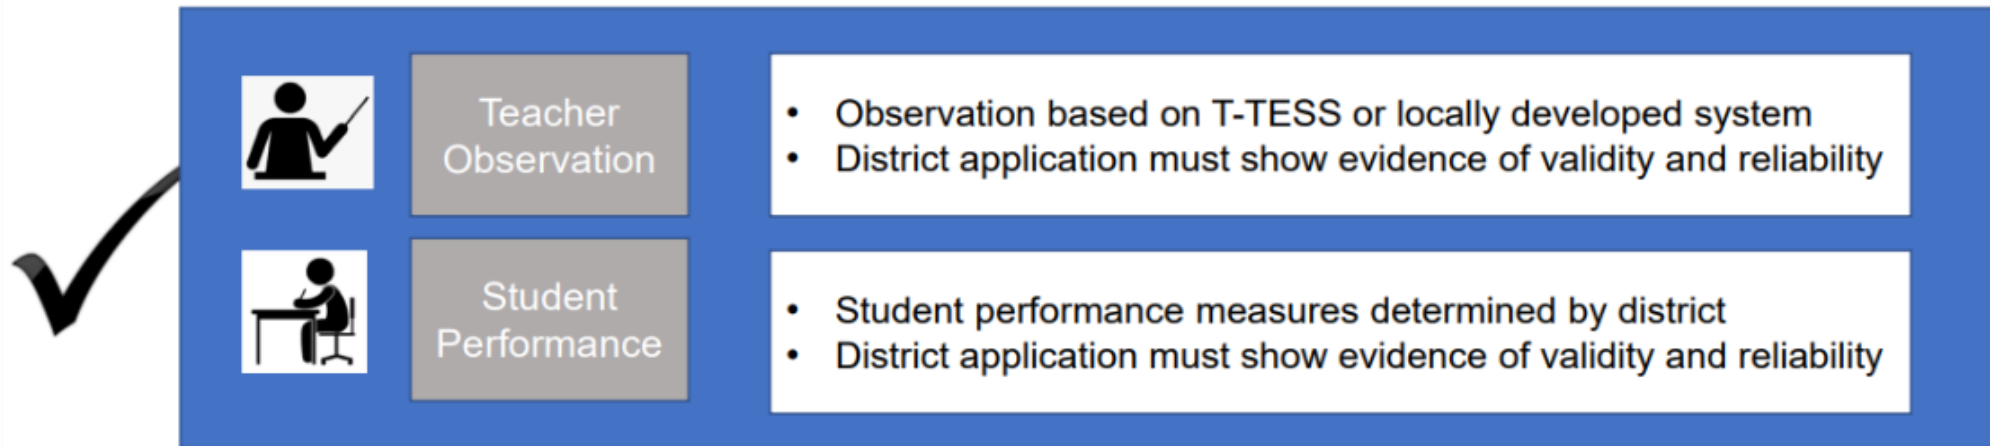 Teacher
Observation
• Observation based on T-TESS or locally developed system
• District application must show evidence of validity and reliability
Student
Performance
• Student performance measures determined by district
• District application must show evidence of validity and reliability